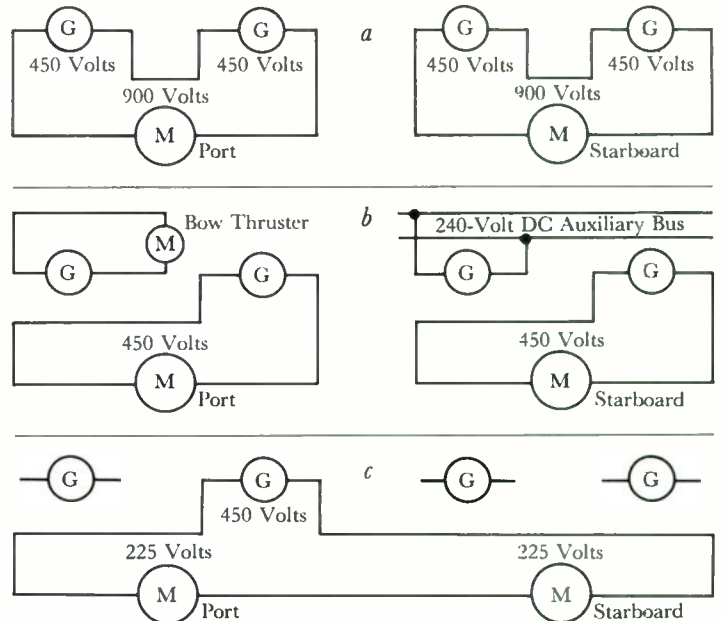 G G a G G
450 Volts 450 Volts 450 Volts 450 Volts
900 Volts 900 Volts
M M
Port Starboard
Bow Thruster b 240-Volt DC Auxiliary Bus
M
G G G G
450 Volts 450 Volts
M M
Port Starboard
G G c G G
450 Volts
225 Volts 225 Volts
M M
Port Starboard